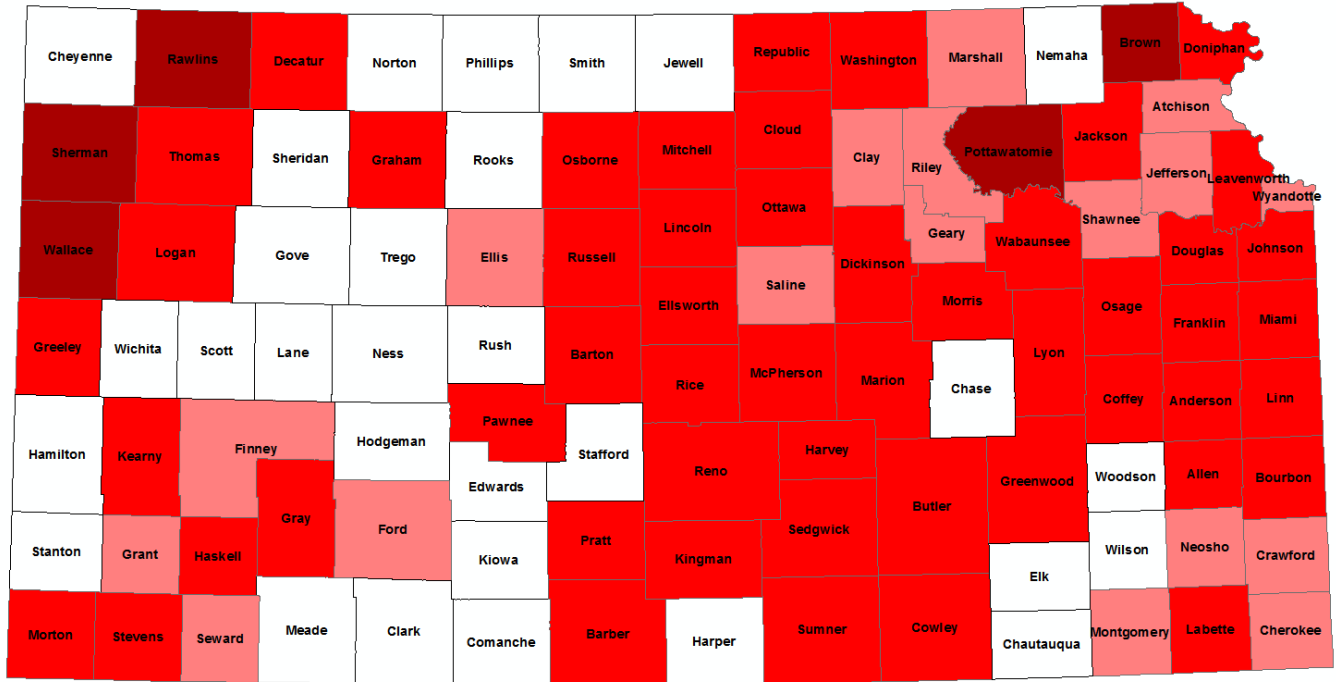 Cheyenne
Rawlins
Decatur
Norton
Phillips
Smith
Jewell
Republic
Washington
Marshall
Nemaha
Brown
Doniphan
Sherman
Thomas
Sheridan
Graham
Rooks
Osborne
Mitchell
Cloud
Clay
Riley
Pottawatomie
Jackson
Atchison
Jefferson
Leavenworth
Wyandotte
Wallace
Logan
Gove
Trego
Ellis
Russell
Lincoln
Ottawa
Saline
Dickinson
Geary
Wabaunsee
Shawnee
Douglas
Johnson
Greeley
Wichita
Scott
Lane
Ness
Rush
Barton
Ellsworth
Rice
McPherson
Marion
Morris
Chase
Lyon
Osage
Franklin
Miami
Coffey
Anderson
Linn
Hamilton
Kearny
Finney
Gray
Hodgeman
Ford
Pawnee
Edwards
Stafford
Reno
Harvey
Sedgwick
Butler
Greenwood
Woodson
Allen
Bourbon
Stanton
Grant
Haskell
Kiowa
Pratt
Kingman
Elk
Wilson
Neosho
Crawford
Morton
Stevens
Seward
Meade
Clark
Comanche
Barber
Harper
Sumner
Cowley
Chautauqua
Montgomery
Labette
Cherokee